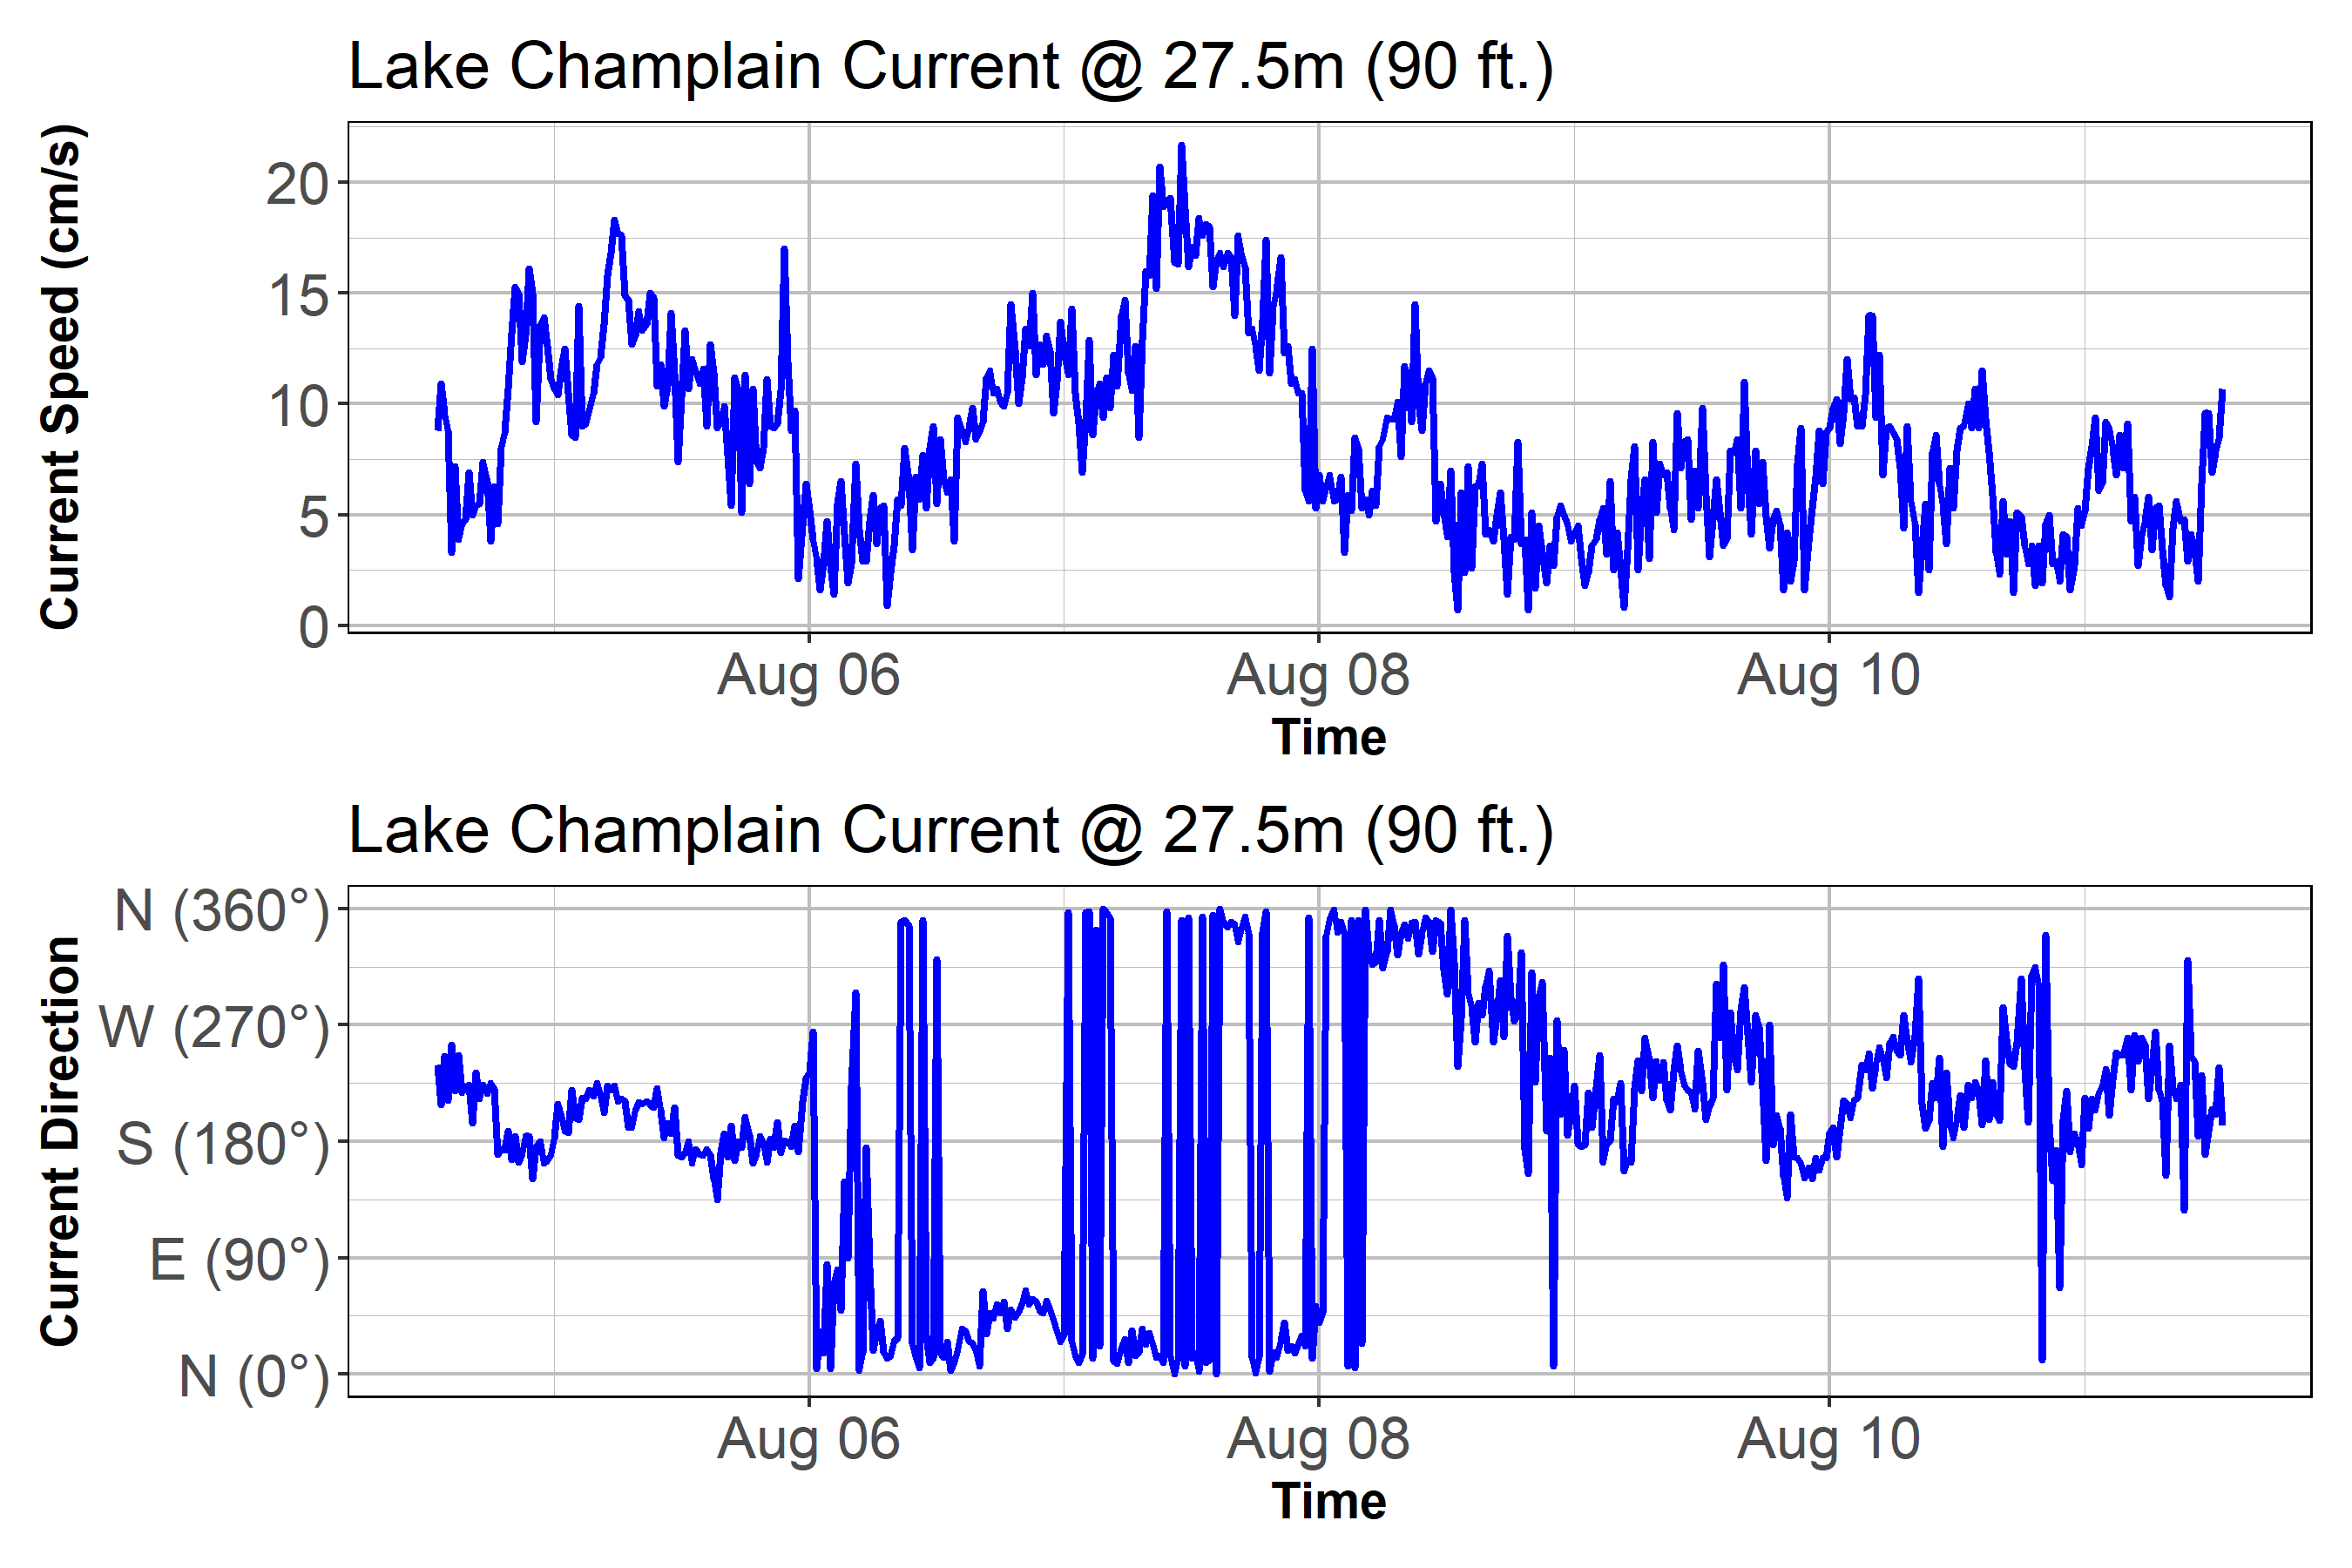 Lake Champlain Current @ 27.5m (90 ft.)
Current Speed (cm/s)
20
15
10
5
0
Aug 06 Aug 08 Aug 10
Time
Lake Champlain Current @ 27.5m (90 ft.)
Current Direction
N (360°)
W (270°)
S (180°)
E (90°)
N (0°)
Aug 06 Aug 08 Aug 10
Time